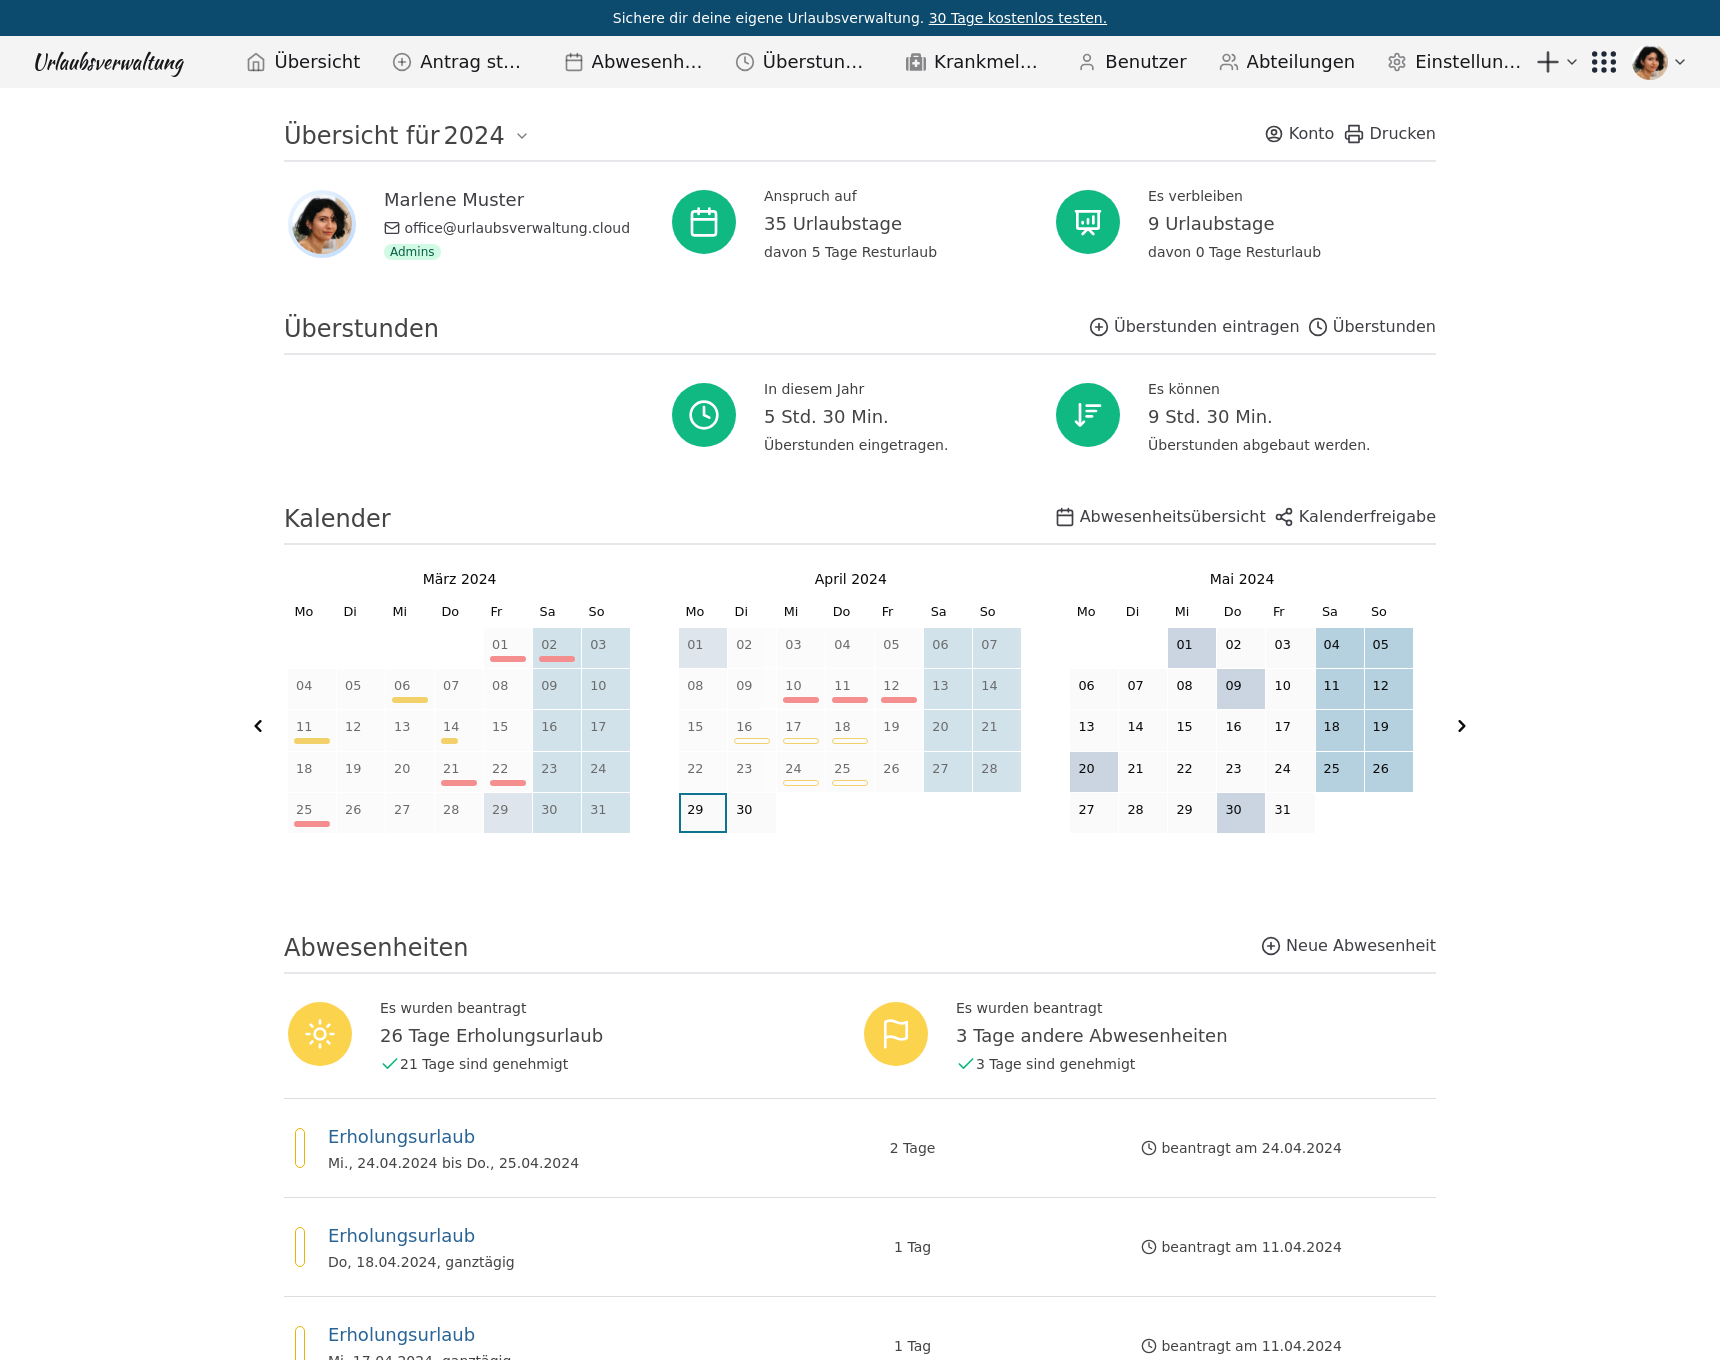 Sichere dir deine eigene Urlaubsverwaltung. 30 Tage kostenlos testen.
Urlaubsverwaltung Übersicht Antrag st… Abwesenh… Überstun… Krankmel… Benutzer Abteilungen Einstellun…
Übersicht für 2024 Konto Drucken
Marlene Muster
office@urlaubsverwaltung.cloud
Admins
Anspruch auf
35 Urlaubstage
davon 5 Tage Resturlaub
Es verbleiben
9 Urlaubstage
davon 0 Tage Resturlaub
Überstunden Überstunden eintragen Überstunden
In diesem Jahr
5 Std. 30 Min.
Überstunden eingetragen.
Es können
9 Std. 30 Min.
Überstunden abgebaut werden.
Kalender Abwesenheitsübersicht Kalenderfreigabe
März 2024
Mo Di Mi Do Fr Sa So
01 02 03
04 05 06 07 08 09 10
11 12 13 14 15 16 17
18 19 20 21 22 23 24
25 26 27 28 29 30 31
April 2024
Mo Di Mi Do Fr Sa So
01 02 03 04 05 06 07
08 09 10 11 12 13 14
15 16 17 18 19 20 21
22 23 24 25 26 27 28
29 30
Mai 2024
Mo Di Mi Do Fr Sa So
01 02 03 04 05
06 07 08 09 10 11 12
13 14 15 16 17 18 19
20 21 22 23 24 25 26
27 28 29 30 31
Abwesenheiten Neue Abwesenheit
Es wurden beantragt
26 Tage Erholungsurlaub
21 Tage sind genehmigt
Es wurden beantragt
3 Tage andere Abwesenheiten
3 Tage sind genehmigt
Erholungsurlaub
Mi., 24.04.2024 bis Do., 25.04.2024
2 Tage
beantragt am 24.04.2024
Erholungsurlaub
Do, 18.04.2024, ganztägig
1 Tag
beantragt am 11.04.2024
Erholungsurlaub
Mi, 17.04.2024, ganztägig
1 Tag
beantragt am 11.04.2024